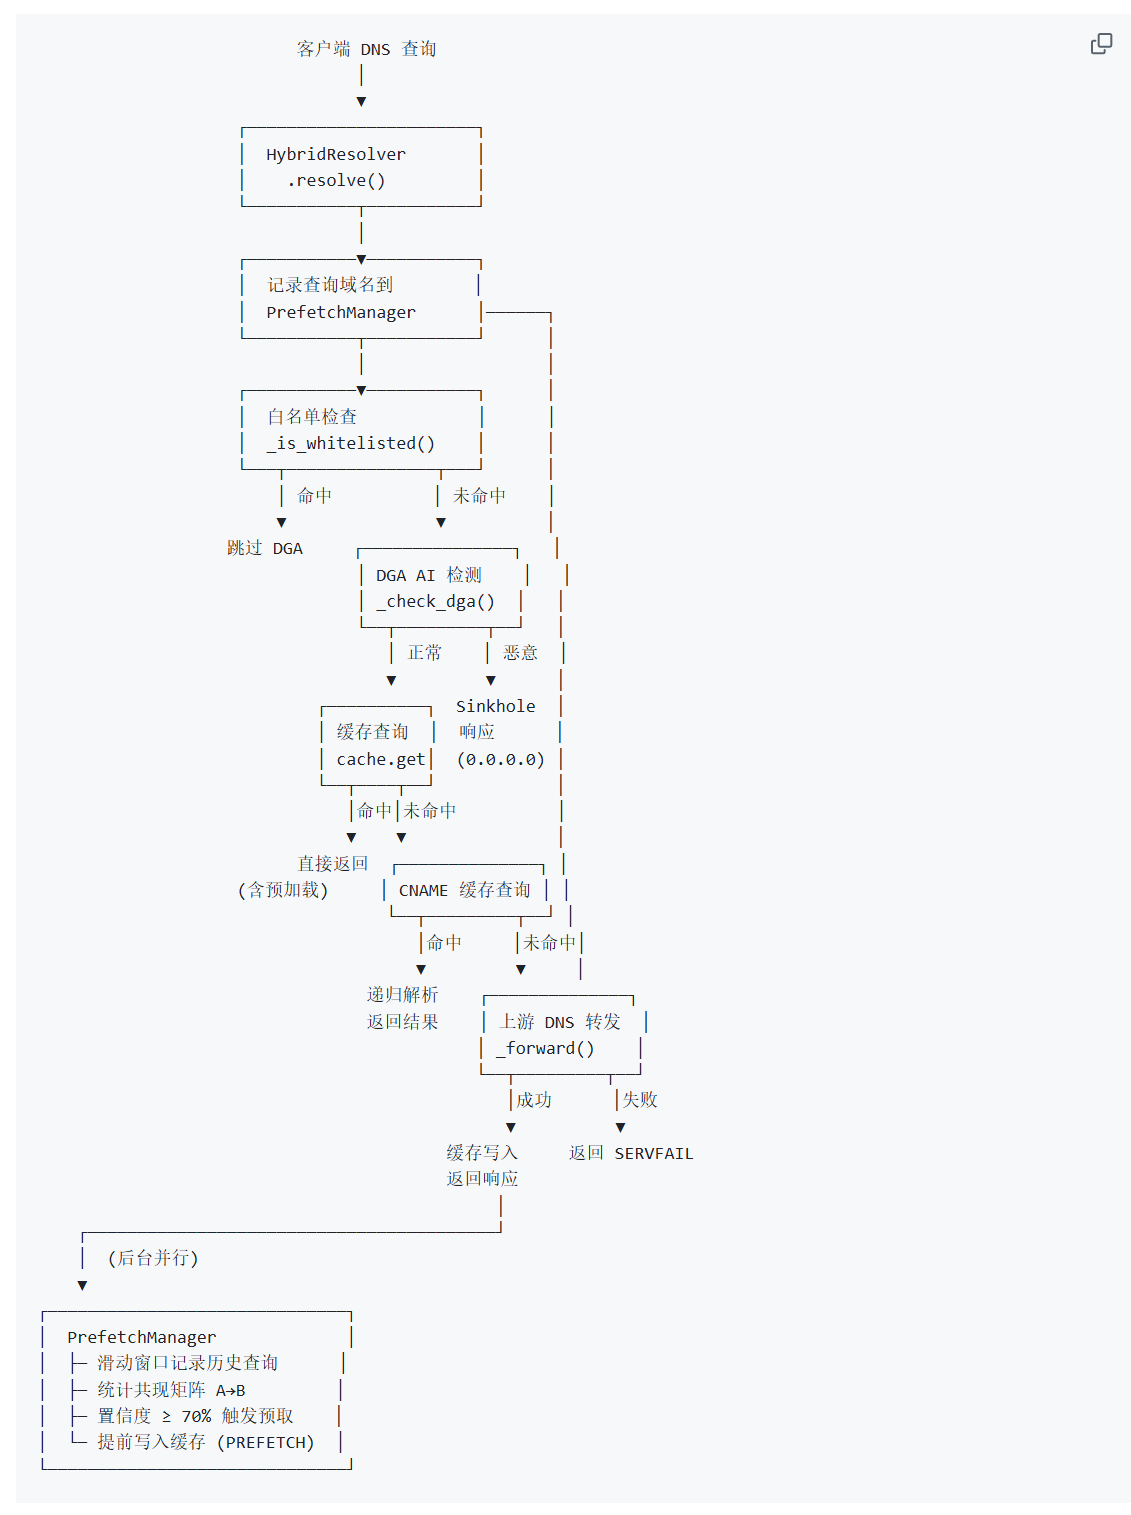 客户端 DNS 查询
HybridResolver
.resolve()
记录查询域名到
PrefetchManager
白名单检查
_is_whitelisted()
命中 未命中
跳过 DGA
DGA AI 检测
_check_dga()
正常 恶意
Sinkhole
缓存查询 响应
cache.get (0.0.0.0)
命中 未命中
直接返回
(含预加载) CNAME 缓存查询
命中 未命中
递归解析
返回结果 上游 DNS 转发
_forward()
成功 失败
缓存写入 返回 SERVFAIL
返回响应
(后台并行)
PrefetchManager
├─ 滑动窗口记录历史查询
├─ 统计共现矩阵 A→B
├─ 置信度 ≥ 70% 触发预取
└─ 提前写入缓存 (PREFETCH)